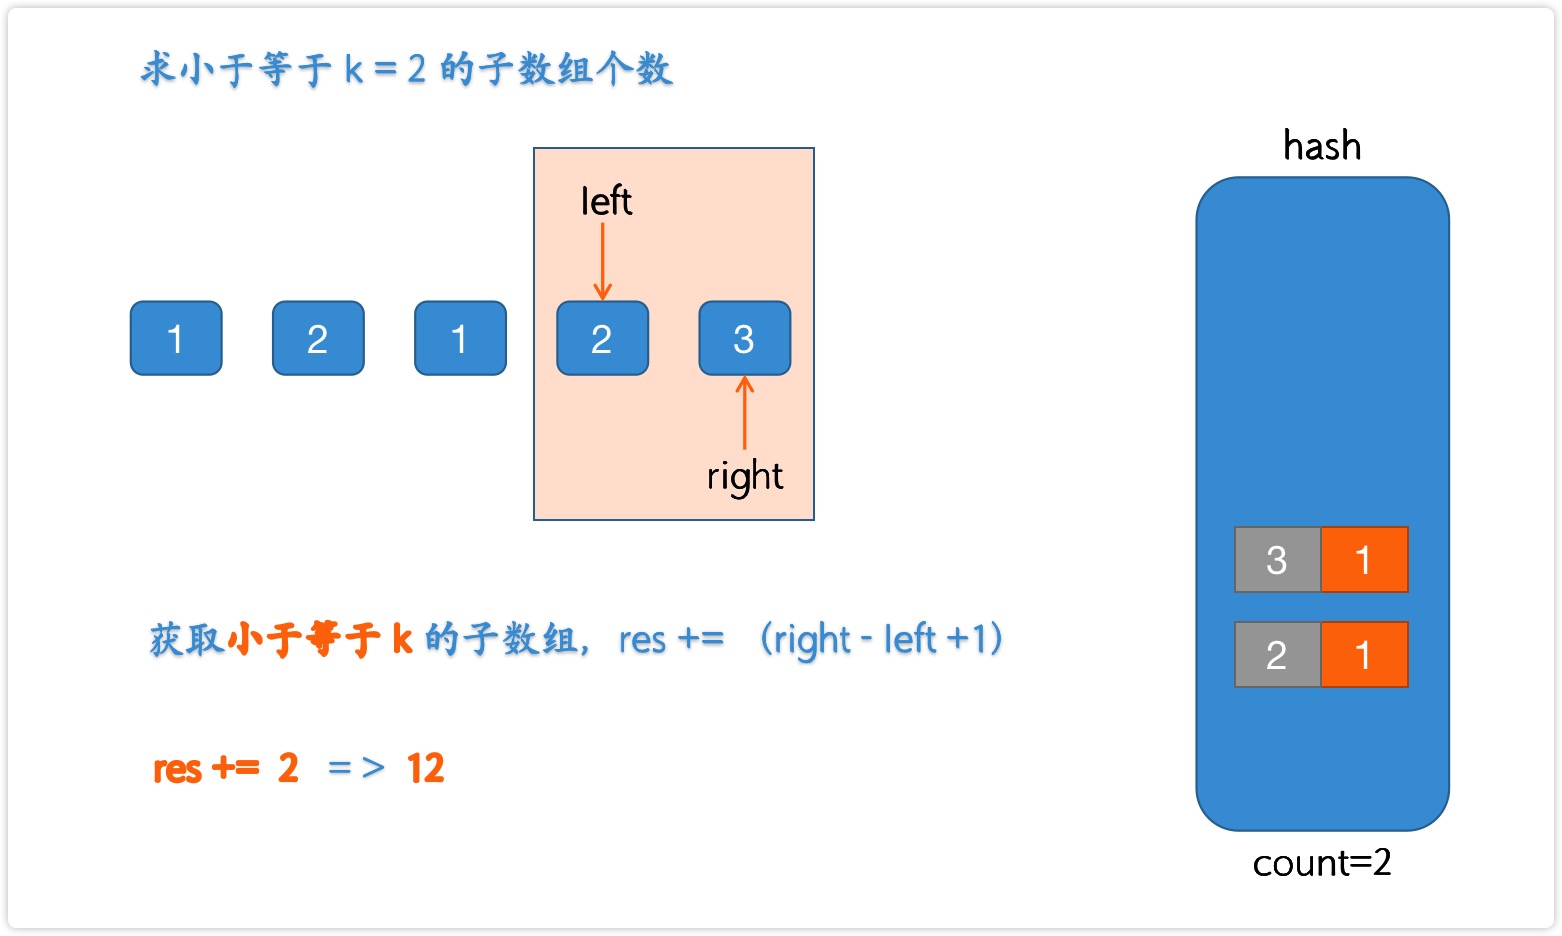 求小于等于 k = 2 的子数组个数
hash
left
1 2 1 2 3
right
3 1
获取小于等于 k 的子数组, res += (right - left +1)
2 1
res += 2 = > 12
count=2